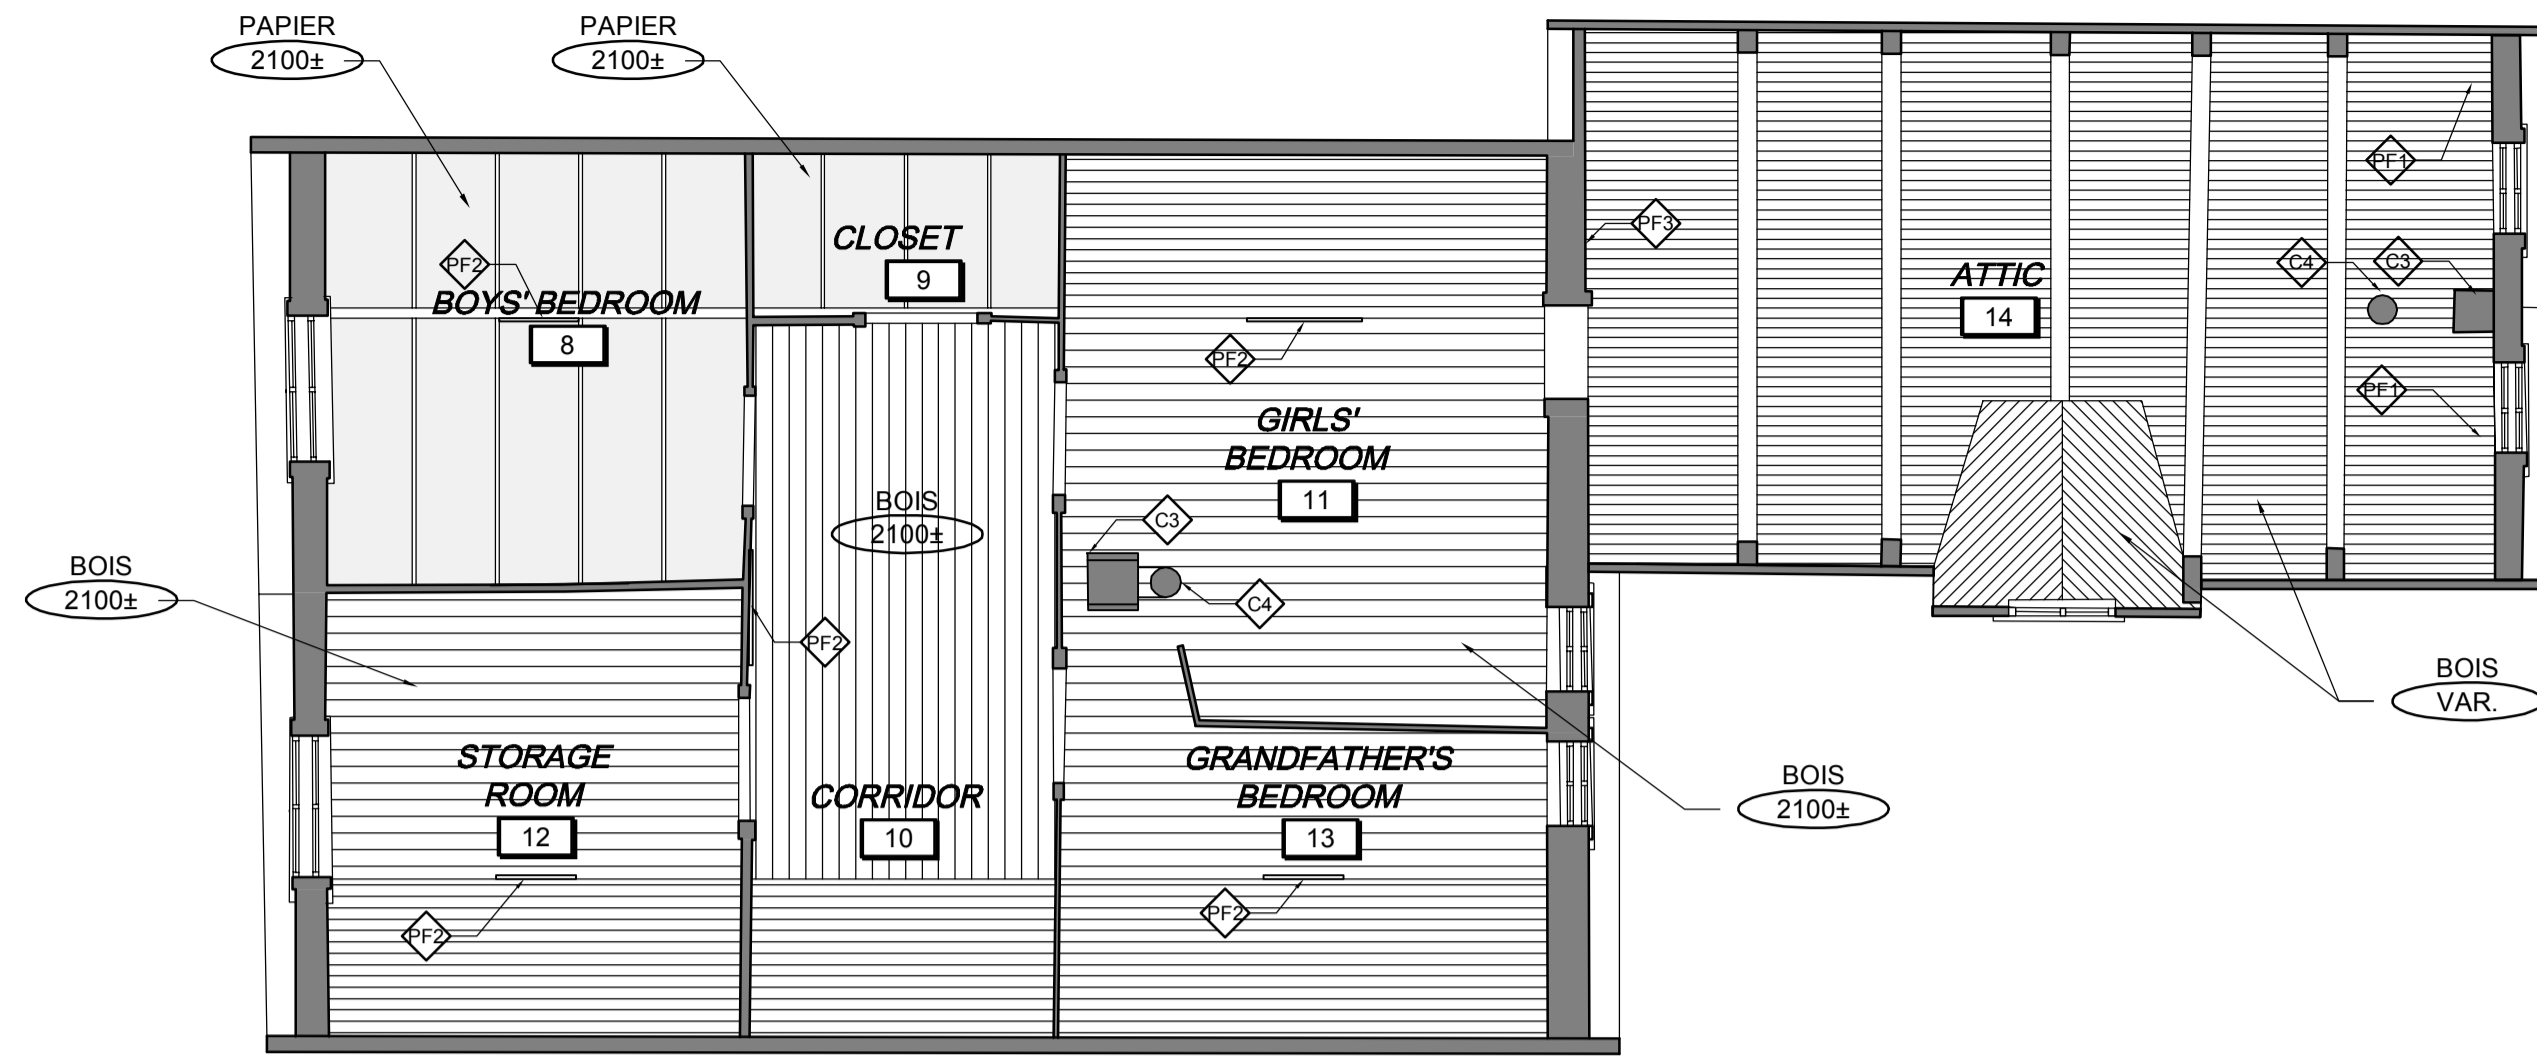 PAPIER
2100±
PAPIER
2100±
PF1
PF3
CLOSET
9
PF2
BOYS' BEDROOM
8
ATTIC
14
C4
C3
PF2
PF1
GIRLS'
BEDROOM
11
BOIS
2100±
C3
BOIS
2100±
C4
PF2
BOIS
VAR.
STORAGE
ROOM
12
CORRIDOR
10
GRANDFATHER'S
BEDROOM
13
BOIS
2100±
PF2
PF2